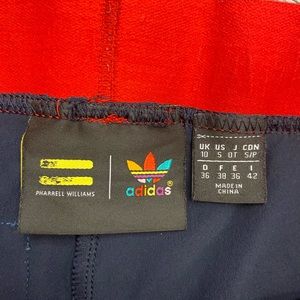 PHARRELL WILLIAMS
adidas®
UK US J CDN
10 S OT S/P
D F E I
36 38 36 42
MADE IN
CHINA